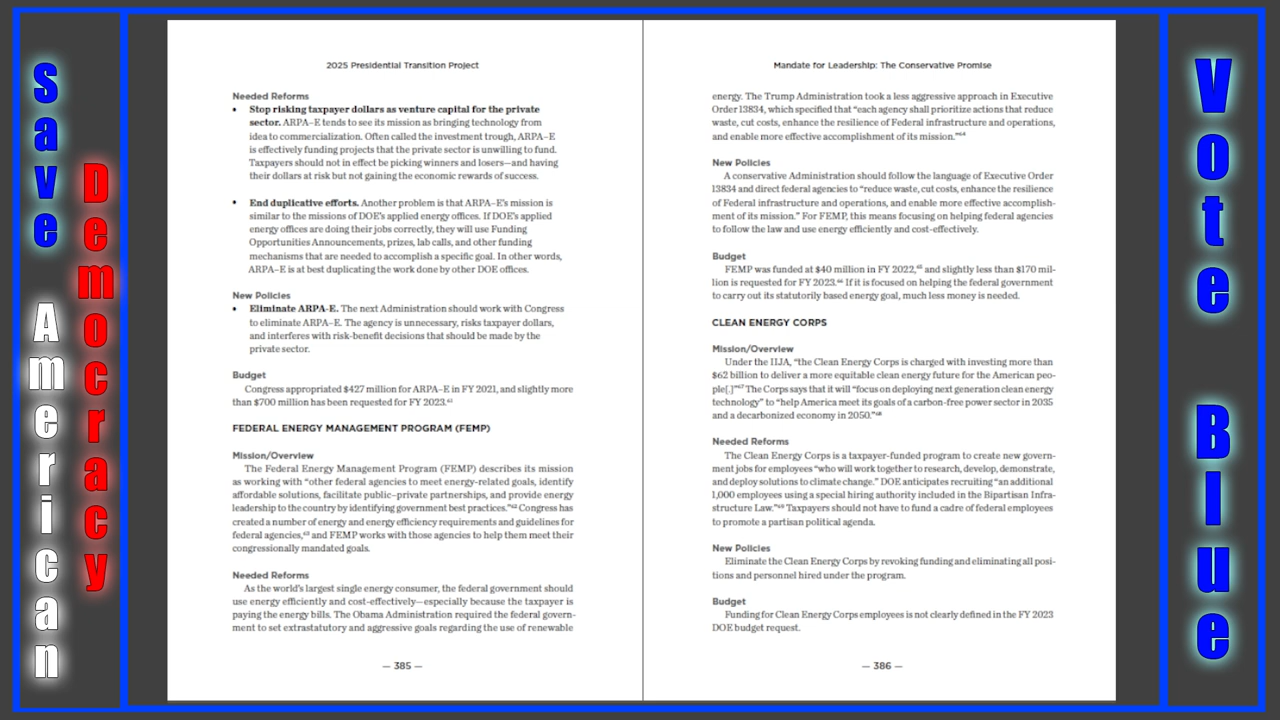 Save American
Democracy
2025 Presidential Transition Project
Needed Reforms
• Stop risking taxpayer dollars as venture capital for the private
sector. ARPA–E tends to see its mission as bringing technology from
idea to commercialization. Often called the investment trough, ARPA–E
is effectively funding projects that the private sector is unwilling to fund.
Taxpayers should not in effect be picking winners and losers—and having
their dollars at risk but not gaining the economic rewards of success.
• End duplicative efforts. Another problem is that ARPA–E's mission is
similar to the missions of DOE's applied energy offices. If DOE's applied
energy offices are doing their jobs correctly, they will use Funding
Opportunities Announcements, prizes, lab calls, and other funding
mechanisms that are needed to accomplish a specific goal. In other words,
ARPA–E is at best duplicating the work done by other DOE offices.
New Policies
• Eliminate ARPA-E. The next Administration should work with Congress
to eliminate ARPA–E. The agency is unnecessary, risks taxpayer dollars,
and interferes with risk-benefit decisions that should be made by the
private sector.
Budget
Congress appropriated $427 million for ARPA–E in FY 2021, and slightly more
than $700 million has been requested for FY 2023.⁶¹
FEDERAL ENERGY MANAGEMENT PROGRAM (FEMP)
Mission/Overview
The Federal Energy Management Program (FEMP) describes its mission
as working with "other federal agencies to meet energy-related goals, identify
affordable solutions, facilitate public–private partnerships, and provide energy
leadership to the country by identifying government best practices."⁶² Congress has
created a number of energy and energy efficiency requirements and guidelines for
federal agencies,⁶³ and FEMP works with those agencies to help them meet their
congressionally mandated goals.
Needed Reforms
As the world's largest single energy consumer, the federal government should
use energy efficiently and cost-effectively—especially because the taxpayer is
paying the energy bills. The Obama Administration required the federal govern-
ment to set extrastatutory and aggressive goals regarding the use of renewable
— 385 —
Mandate for Leadership: The Conservative Promise
energy. The Trump Administration took a less aggressive approach in Executive
Order 13834, which specified that "each agency shall prioritize actions that reduce
waste, cut costs, enhance the resilience of Federal infrastructure and operations,
and enable more effective accomplishment of its mission."⁶⁴
New Policies
A conservative Administration should follow the language of Executive Order
13834 and direct federal agencies to "reduce waste, cut costs, enhance the resilience
of Federal infrastructure and operations, and enable more effective accomplish-
ment of its mission." For FEMP, this means focusing on helping federal agencies
to follow the law and use energy efficiently and cost-effectively.
Budget
FEMP was funded at $40 million in FY 2022,⁶⁵ and slightly less than $170 mil-
lion is requested for FY 2023.⁶⁶ If it is focused on helping the federal government
to carry out its statutorily based energy goal, much less money is needed.
CLEAN ENERGY CORPS
Mission/Overview
Under the IIJA, "the Clean Energy Corps is charged with investing more than
$62 billion to deliver a more equitable clean energy future for the American peo-
ple[.]"⁶⁷ The Corps says that it will "focus on deploying next generation clean energy
technology" to "help America meet its goals of a carbon-free power sector in 2035
and a decarbonized economy in 2050."⁶⁸
Needed Reforms
The Clean Energy Corps is a taxpayer-funded program to create new govern-
ment jobs for employees "who will work together to research, develop, demonstrate,
and deploy solutions to climate change." DOE anticipates recruiting "an additional
1,000 employees using a special hiring authority included in the Bipartisan Infra-
structure Law."⁶⁹ Taxpayers should not have to fund a cadre of federal employees
to promote a partisan political agenda.
New Policies
Eliminate the Clean Energy Corps by revoking funding and eliminating all posi-
tions and personnel hired under the program.
Budget
Funding for Clean Energy Corps employees is not clearly defined in the FY 2023
DOE budget request.
— 386 —
Vote Blue